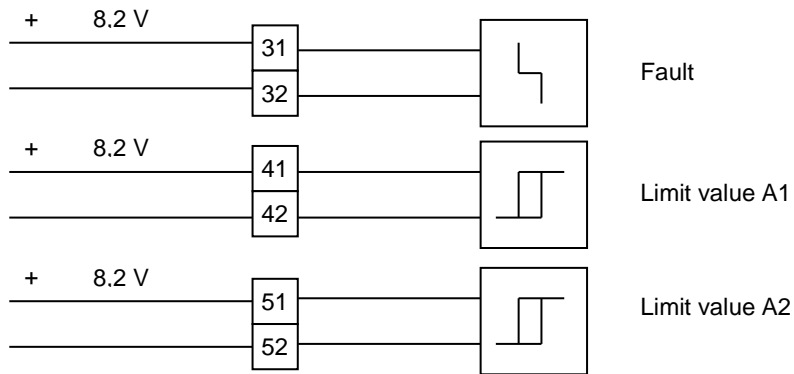 + 8,2 V
31
32
Fault
+ 8,2 V
41
42
Limit value A1
+ 8,2 V
51
52
Limit value A2